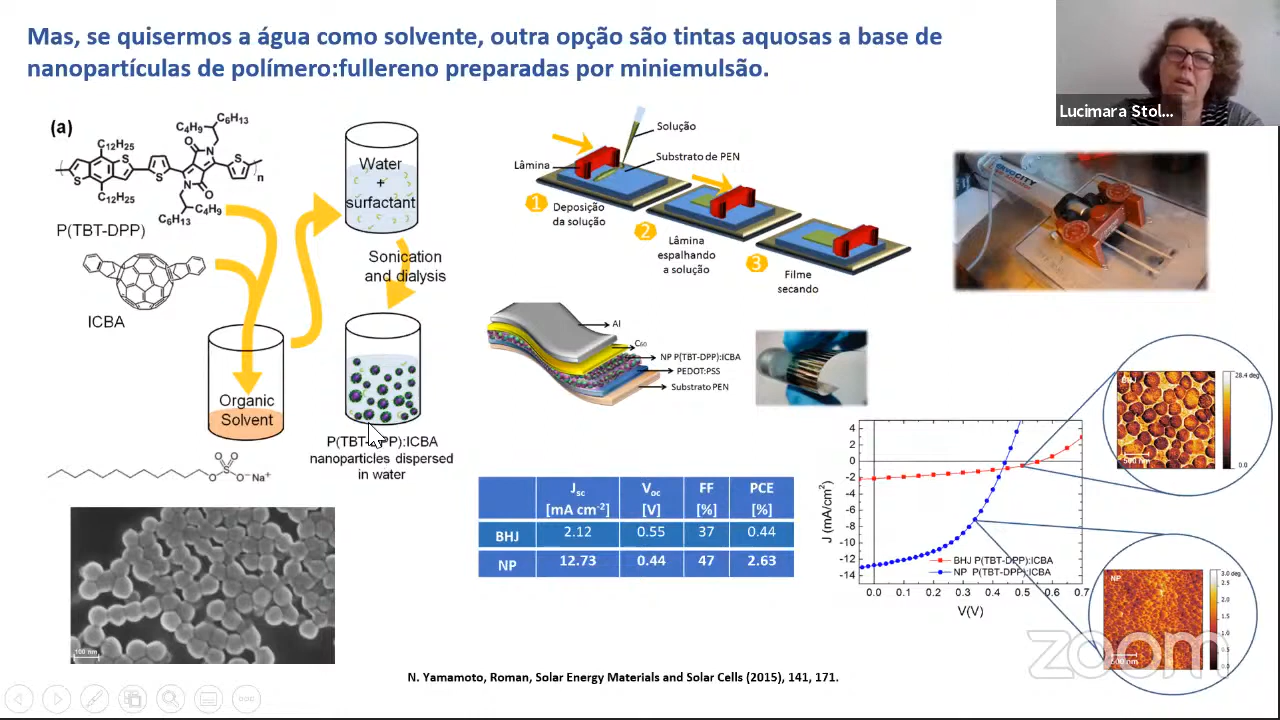 Mas, se quisermos a água como solvente, outra opção são tintas aquosas a base de
nanopartículas de polímero:fullereno preparadas por miniemulsão.
Lucimara Stol...
(a)
C12H25
C12H25
C4H9
C6H13
O
N
S
S
S
S
S
N
O
n
C6H13
C4H9
P(TBT-DPP)
ICBA
Organic
Solvent
Water
+
surfactant
Sonication
and dialysis
P(TBT-DPP):ICBA
nanoparticles dispersed
in water
O
O
S
O
O⁻ Na⁺
100 nm
Solução
Lâmina
Substrato de PEN
1
Deposição
da solução
2
Lâmina
espalhando
a solução
3
Filme
secando
Al
C60
NP P(TBT-DPP):ICBA
PEDOT:PSS
Substrato PEN
Jsc
[mA cm-2]
Voc
[V]
FF
[%]
PCE
[%]
BHJ 2.12 0.55 37 0.44
NP 12.73 0.44 47 2.63
J (mA/cm²)
4
2
0
-2
-4
-6
-8
-10
-12
-14
BHJ P(TBT-DPP):ICBA
NP P(TBT-DPP):ICBA
0.0 0.1 0.2 0.3 0.4 0.5 0.6 0.7
V(V)
BHJ
500 nm
28.4 deg
0.0
NP
500 nm
3.0 deg
2.5
2.0
1.5
1.0
0.5
0.0
zoom
N. Yamamoto, Roman, Solar Energy Materials and Solar Cells (2015), 141, 171.